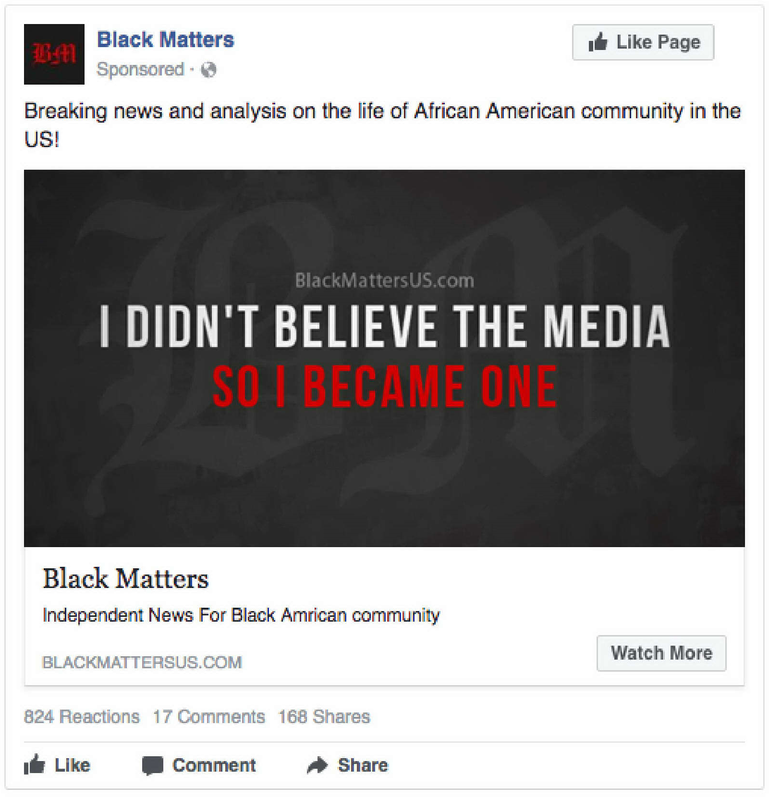 BM
Black Matters
Sponsored ·
Like Page
Breaking news and analysis on the life of African American community in the
US!
BlackMattersUS.com
I DIDN'T BELIEVE THE MEDIA
SO I BECAME ONE
Black Matters
Independent News For Black Amrican community
BLACKMATTERSUS.COM
Watch More
824 Reactions 17 Comments 168 Shares
Like Comment Share